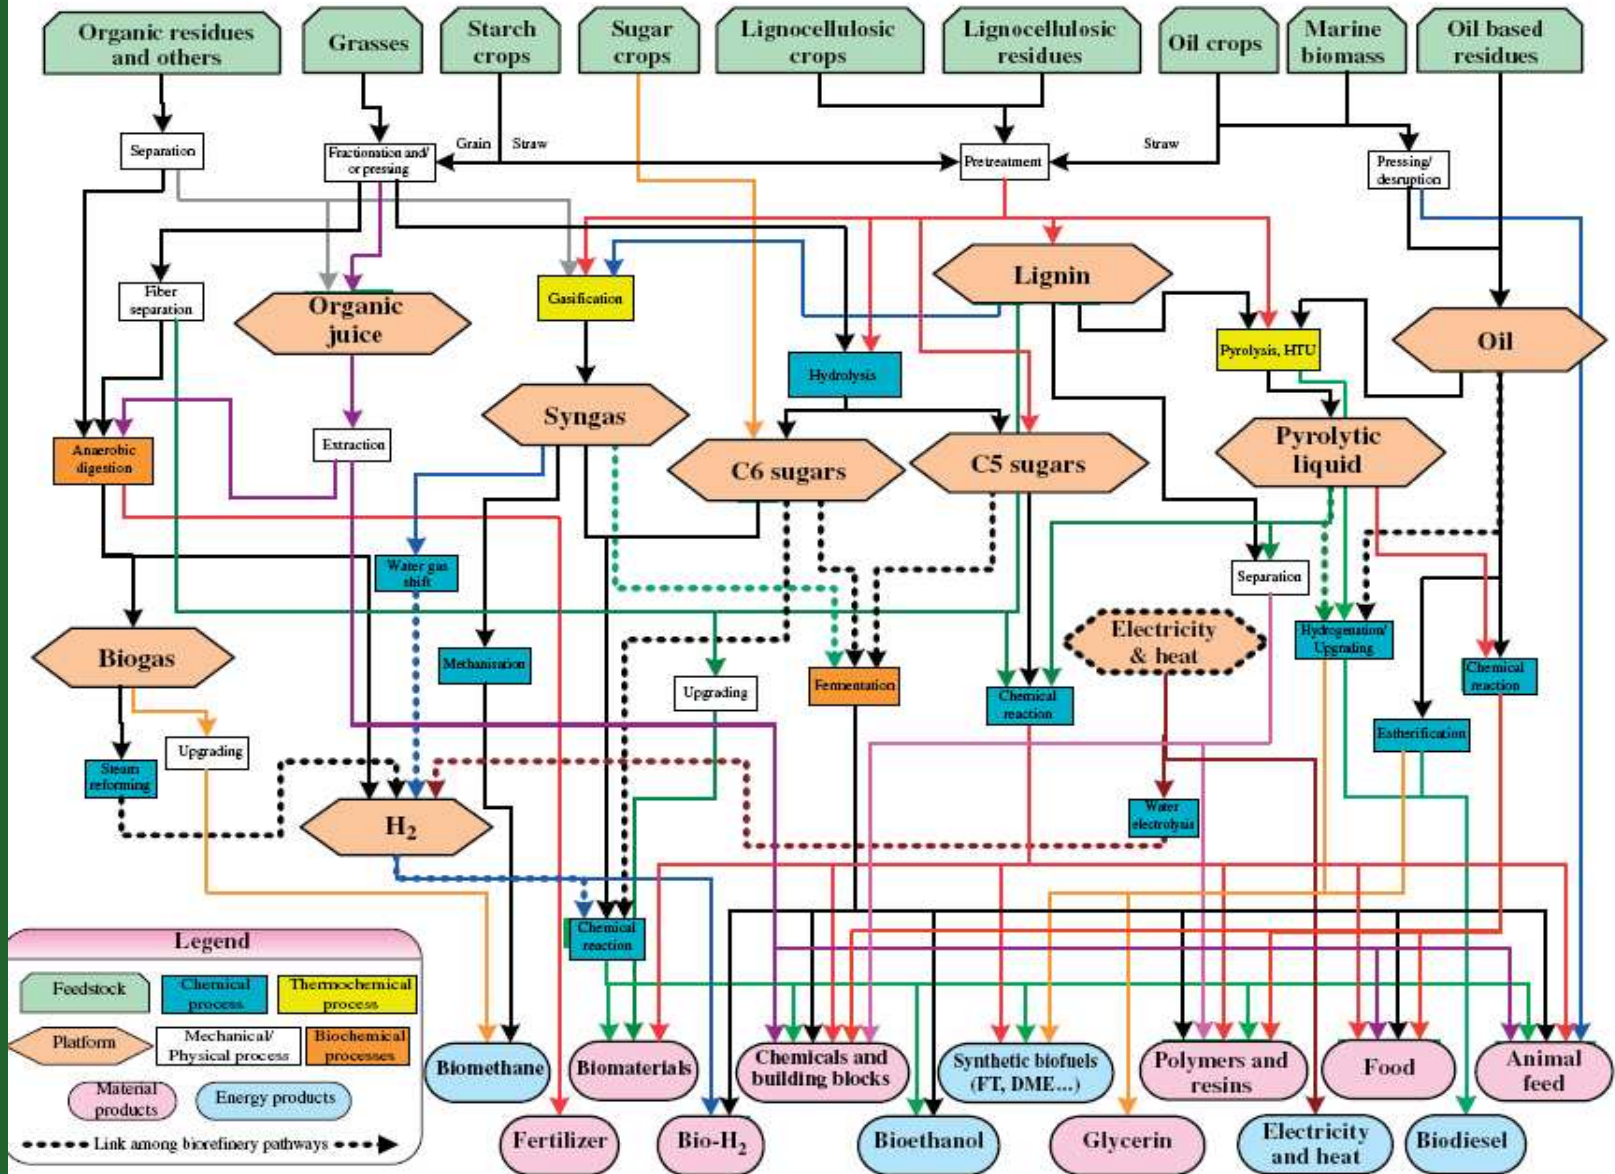 Organic residues
and others
Grasses
Starch
crops
Sugar
crops
Lignocellulosic
crops
Lignocellulosic
residues
Oil crops
Marine
biomass
Oil based
residues
Separation
Fractionation and/
or pressing
Grain
Straw
Pretreatment
Straw
Pressing/
desruption
Fiber
separation
Organic
juice
Gasification
Lignin
Pyrolysis, HTU
Oil
Hydrolysis
Syngas
Anaerobic
digestion
Extraction
C6 sugars
C5 sugars
Pyrolytic
liquid
Water gas
shift
Separation
Biogas
Mechanisation
Upgrading
Fermentation
Chemical
reaction
Electricity
& heat
Hydrogenation/
Upgrading
Chemical
reaction
Steam
reforming
Upgrading
Estherification
H2
Water
electrolysis
Chemical
reaction
Legend
Feedstock
Chemical
process
Thermochemical
process
Platform
Mechanical/
Physical process
Biochemical
processes
Material
products
Energy products
Link among biorefinery pathways
Biomethane
Biomaterials
Chemicals and
building blocks
Synthetic biofuels
(FT, DME...)
Polymers and
resins
Food
Animal
feed
Fertilizer
Bio-H2
Bioethanol
Glycerin
Electricity
and heat
Biodiesel